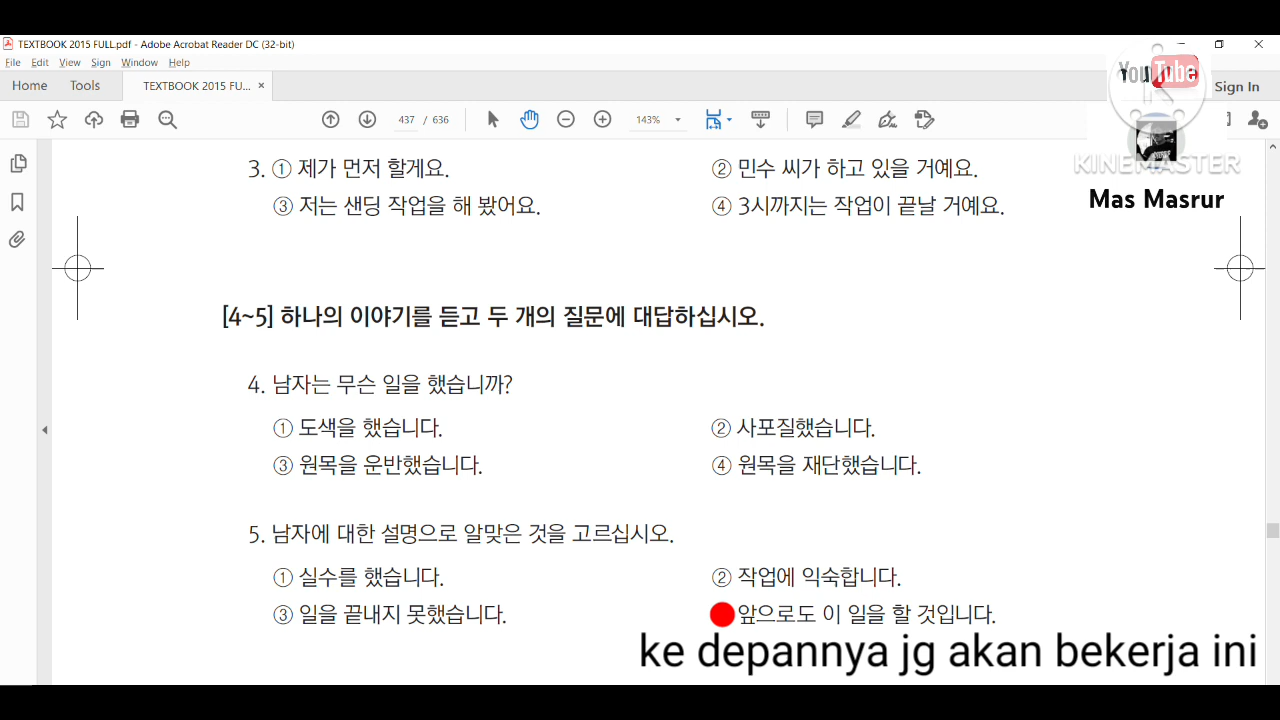 TEXTBOOK 2015 FULL.pdf - Adobe Acrobat Reader DC (32-bit)
File Edit View Sign Window Help
Home Tools TEXTBOOK 2015 FU... × Sign In
437 / 636 143%
YouTube
KINEMASTER
Mas Masrur
3. ① 제가 먼저 할게요. ② 민수 씨가 하고 있을 거예요.
③ 저는 샌딩 작업을 해 봤어요. ④ 3시까지는 작업이 끝날 거예요.
[4~5] 하나의 이야기를 듣고 두 개의 질문에 대답하십시오.
4. 남자는 무슨 일을 했습니까?
① 도색을 했습니다. ② 사포질했습니다.
③ 원목을 운반했습니다. ④ 원목을 재단했습니다.
5. 남자에 대한 설명으로 알맞은 것을 고르십시오.
① 실수를 했습니다. ② 작업에 익숙합니다.
③ 일을 끝내지 못했습니다. 앞으로도 이 일을 할 것입니다.
ke depannya jg akan bekerja ini